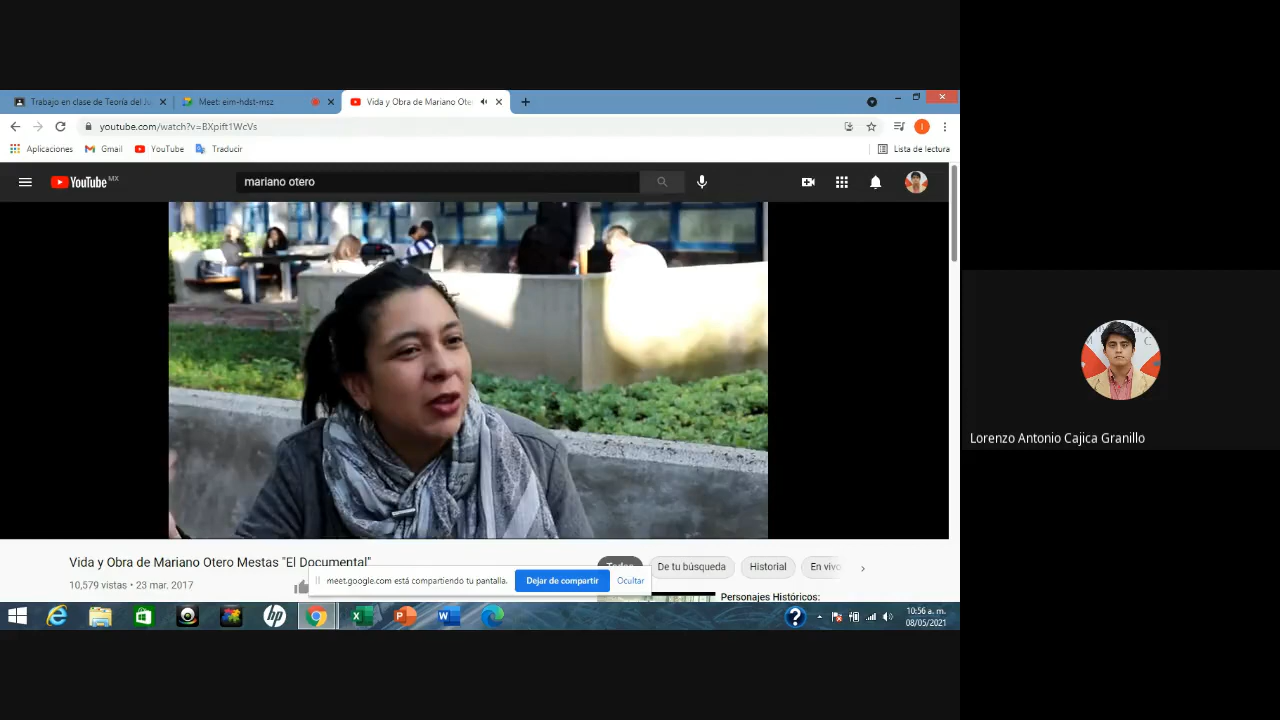 Trabajo en clase de Teoría del Ju
Meet: eim-hdst-msz
Vida y Obra de Mariano Oter
youtube.com/watch?v=BXpift1WcVs
Aplicaciones
Gmail
YouTube
Traducir
Lista de lectura
YouTube MX
mariano otero
Lorenzo Antonio Cajica Granillo
Vida y Obra de Mariano Otero Mestas "El Documental"
10,579 vistas • 23 mar. 2017
Todos
De tu búsqueda
Historial
En vivo
meet.google.com está compartiendo tu pantalla.
Dejar de compartir
Ocultar
Personajes Históricos:
10:56 a. m.
08/05/2021